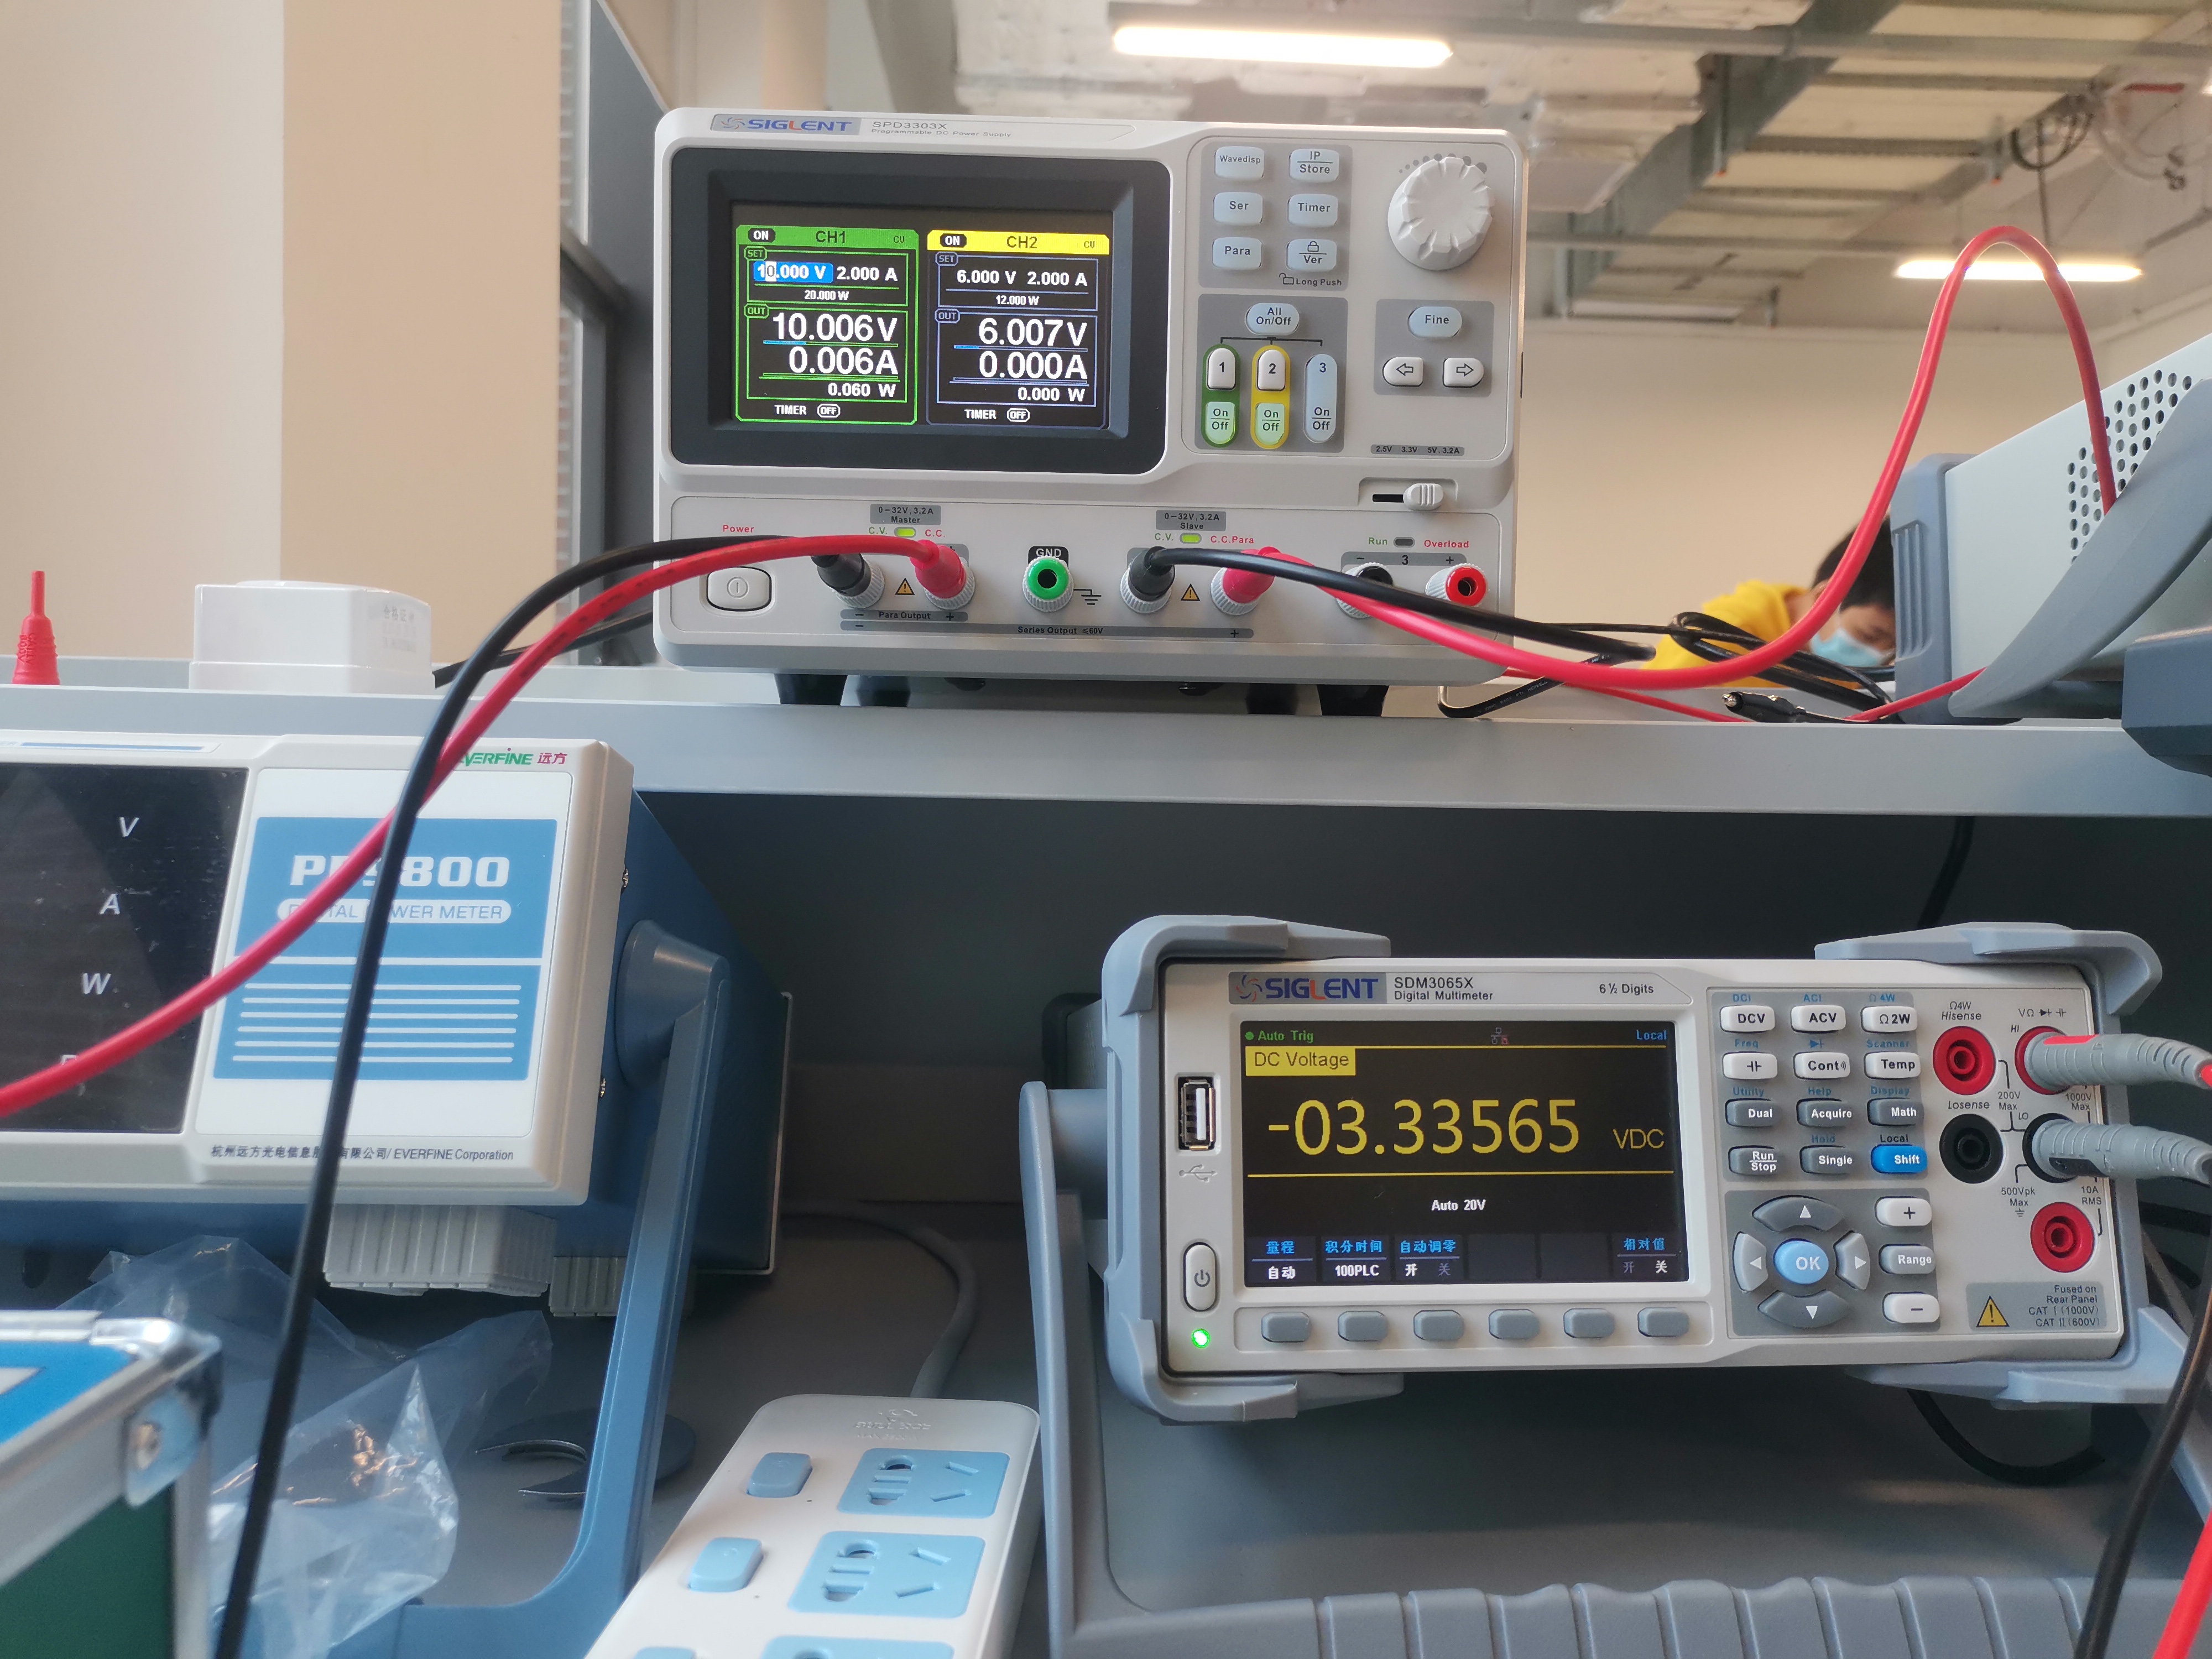 SIGLENT SPD3303X
Programmable DC Power Supply
ON CH1 CV
SET
10.000 V 2.000 A
20.000 W
OUT
10.006V
0.006A
0.060 W
TIMER OFF
ON CH2 CV
SET
6.000 V 2.000 A
12.000 W
OUT
6.007V
0.000A
0.000 W
TIMER OFF
Wavedisp
IP
Store
Ser
Timer
Para
Ver
Long Push
All
On/Off
1 2 3
On
Off
On
Off
On
Off
Fine
2.5V 3.3V 5V,3.2A
Power
0~32V,3.2A
Master
C.V. C.C.
GND
0~32V,3.2A
Slave
C.V. C.C.Para
Run Overload
− 3 +
− Para Output +
− Series Output ≤60V +
EVERFINE 远方
V
A
W
800
METER
/ EVERFINE Corporation
SIGLENT SDM3065X
Digital Multimeter
6 ½ Digits
Auto Trig
Local
DC Voltage
-03.33565 VDC
Auto 20V
量程
自动
积分时间
100PLC
自动调零
开 关
相对值
开 关
DCI ACI Ω 4W
DCV ACV Ω2W
Freq Scanner
Cont Temp
Utility Help Display
Dual Acquire Math
Hold Local
Run
Stop
Single
Shift
OK
+
Range
−
Ω4W
Hisense
VΩ
HI
200V
Max
1000V
Max
Losense
LO
500Vpk
Max
10A
RMS
Fused on
Rear Panel
CAT I (1000V)
CAT II (600V)